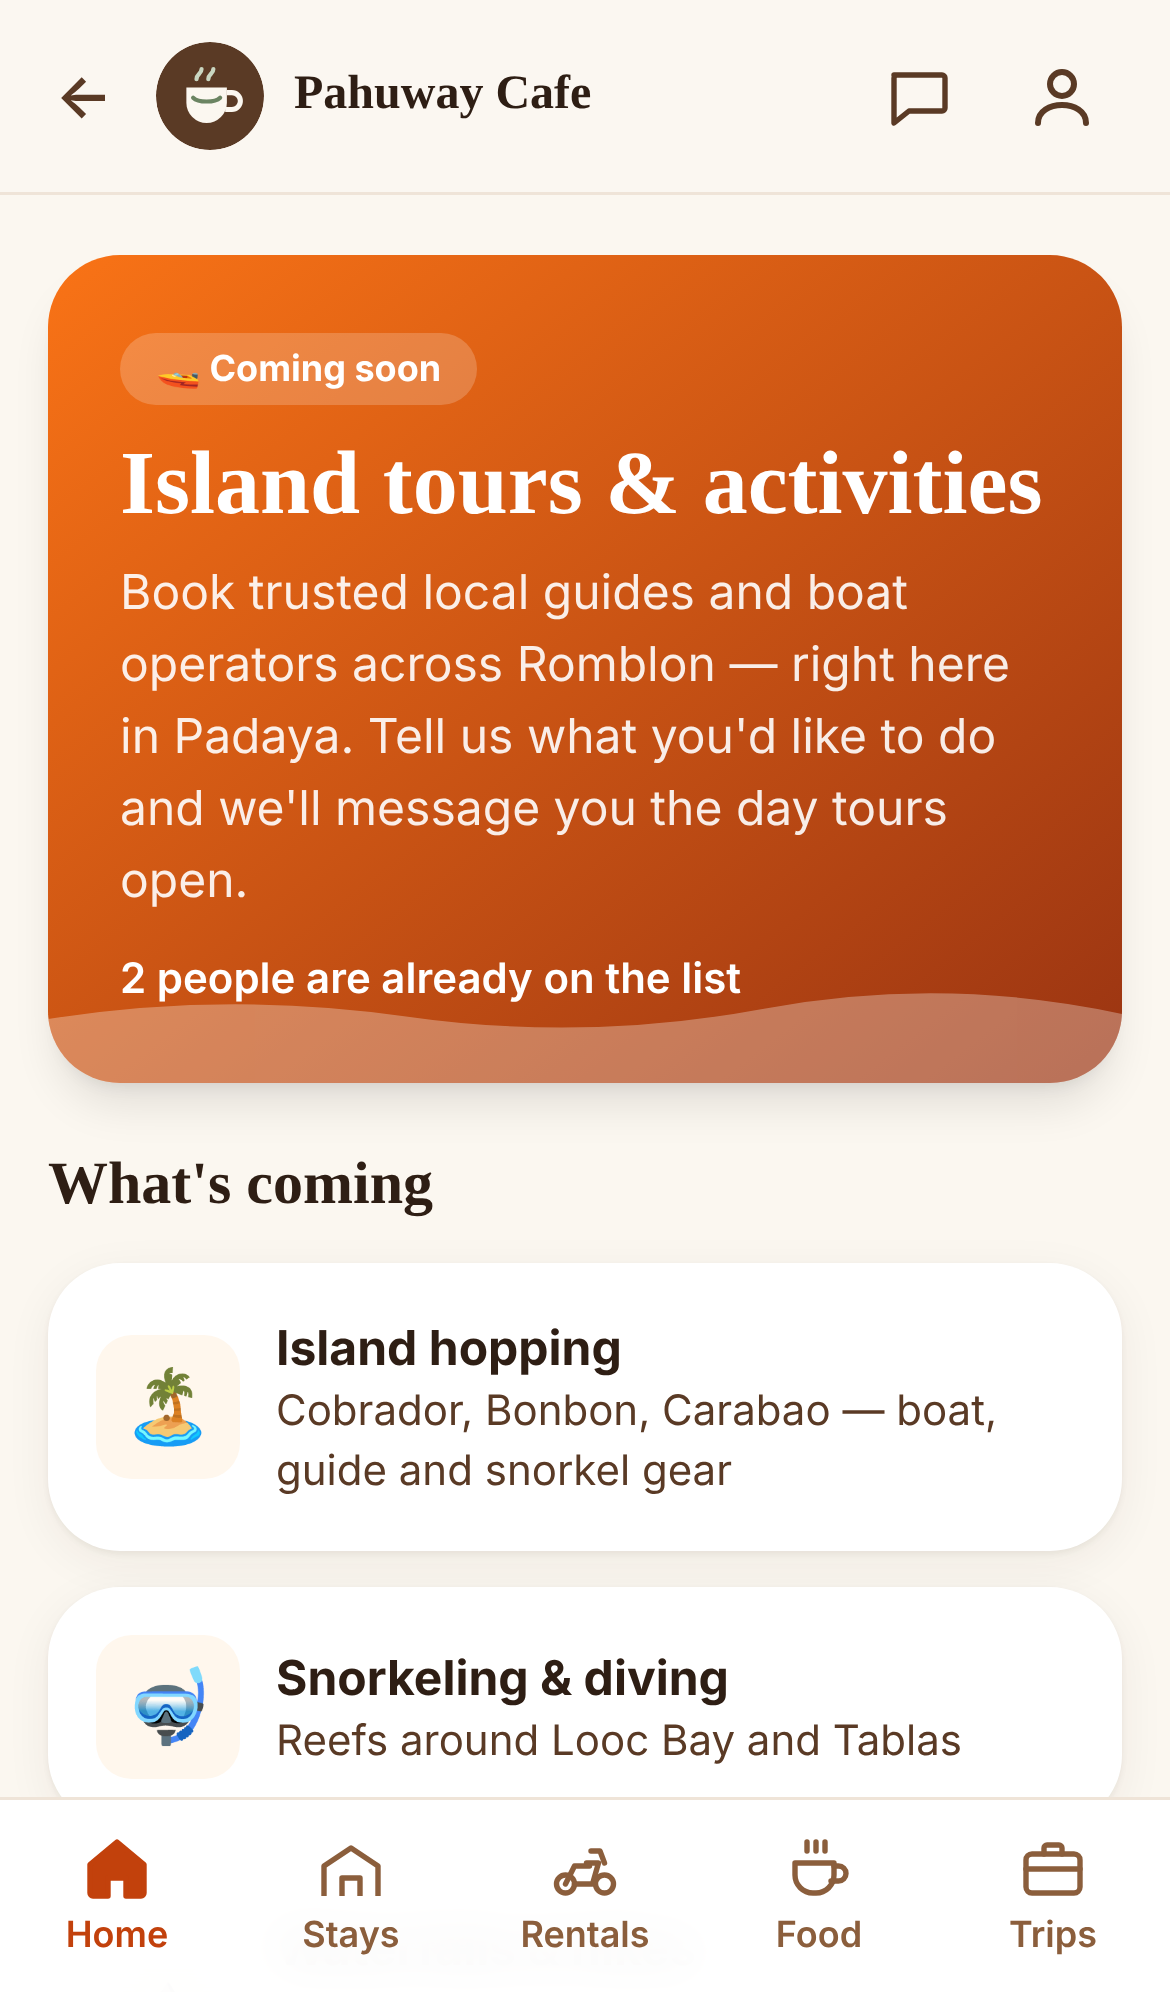 Pahuway Cafe
Coming soon
Island tours & activities
Book trusted local guides and boat
operators across Romblon — right here
in Padaya. Tell us what you'd like to do
and we'll message you the day tours
open.
2 people are already on the list
What's coming
Island hopping
Cobrador, Bonbon, Carabao — boat,
guide and snorkel gear
Snorkeling & diving
Reefs around Looc Bay and Tablas
Home Stays Rentals Food Trips